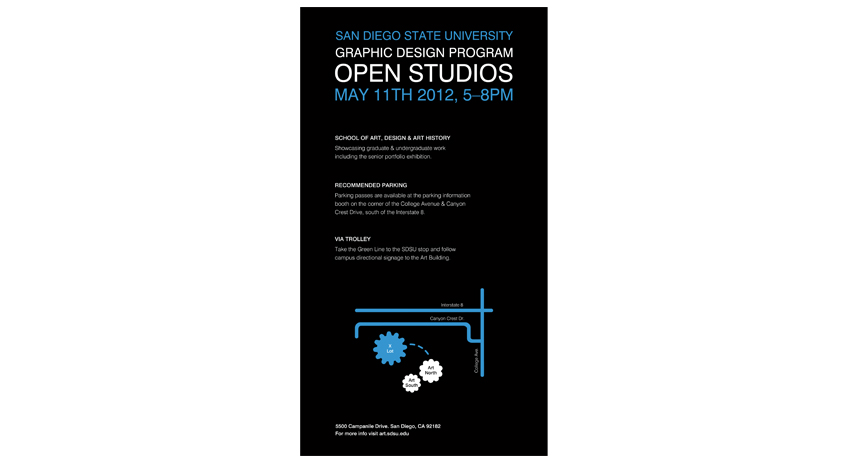 SAN DIEGO STATE UNIVERSITY
GRAPHIC DESIGN PROGRAM
OPEN STUDIOS
MAY 11TH 2012, 5–8PM
SCHOOL OF ART, DESIGN & ART HISTORY
Showcasing graduate & undergraduate work
including the senior portfolio exhibition.
RECOMMENDED PARKING
Parking passes are available at the parking information
booth on the corner of the College Avenue & Canyon
Crest Drive, south of the Interstate 8.
VIA TROLLEY
Take the Green Line to the SDSU stop and follow
campus directional signage to the Art Building.
Interstate 8
Canyon Crest Dr
College Ave
X
Lot
Art
North
Art
South
5500 Campanile Drive. San Diego, CA 92182
For more info visit art.sdsu.edu